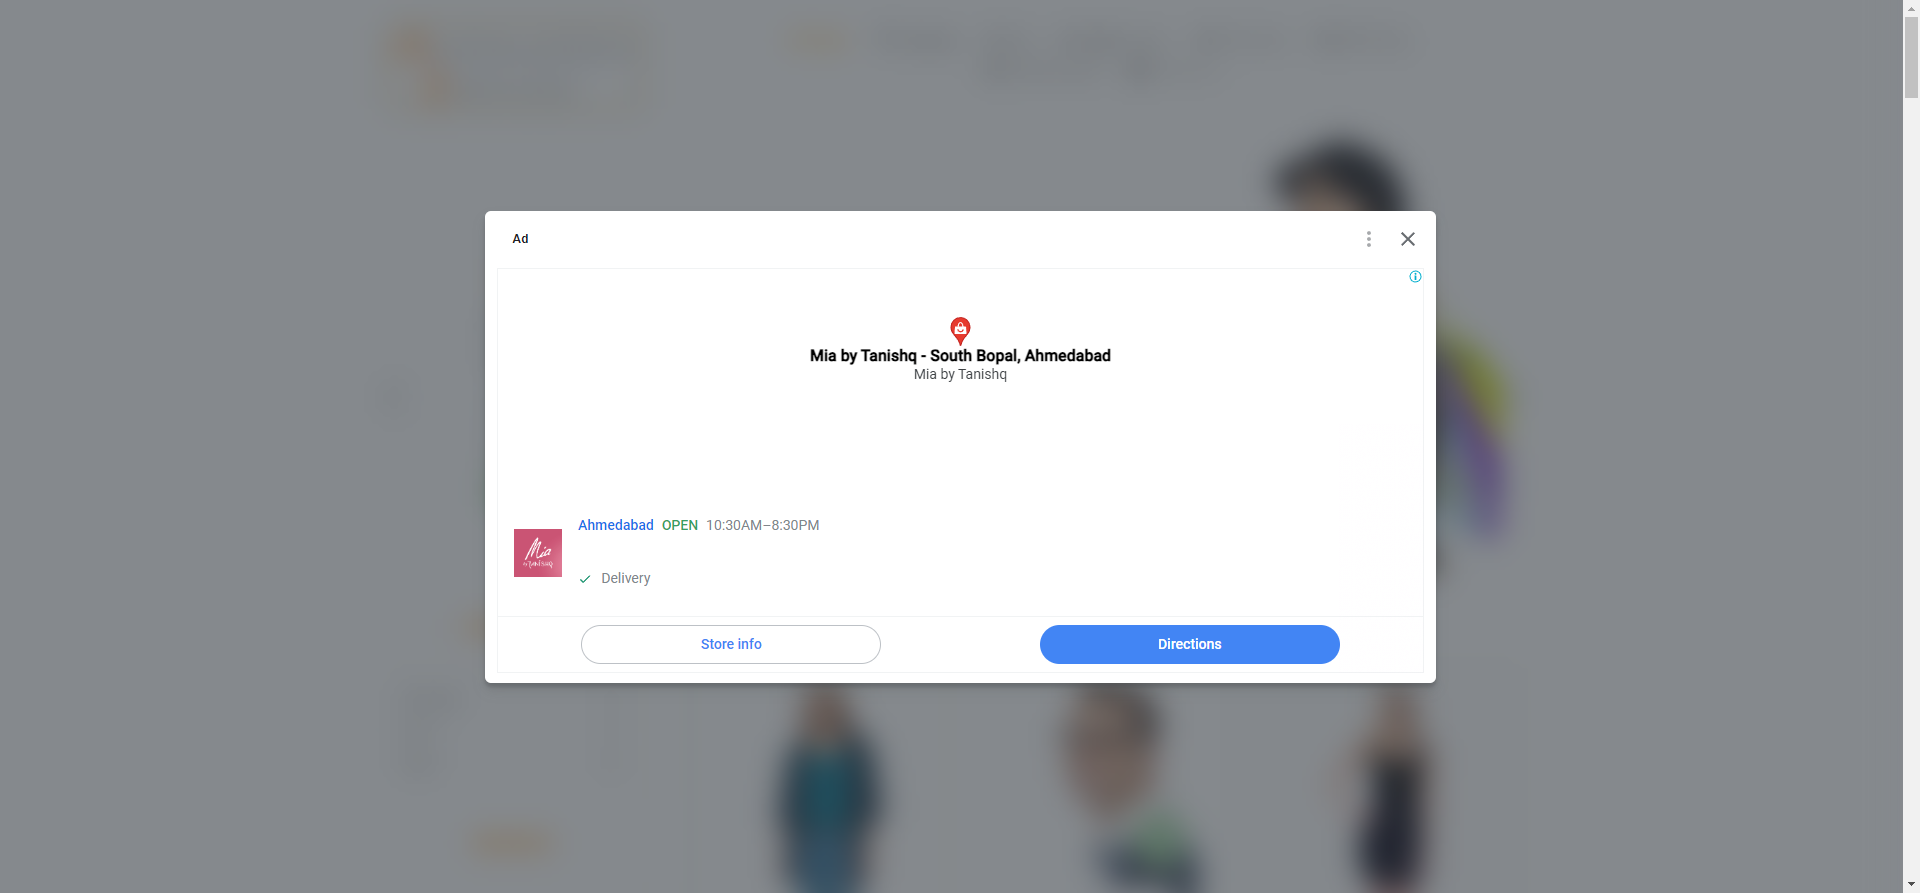 Ad
Mia by Tanishq - South Bopal, Ahmedabad
Mia by Tanishq
Ahmedabad OPEN 10:30AM–8:30PM
Mia
BY TANISHQ
Delivery
Store info
Directions